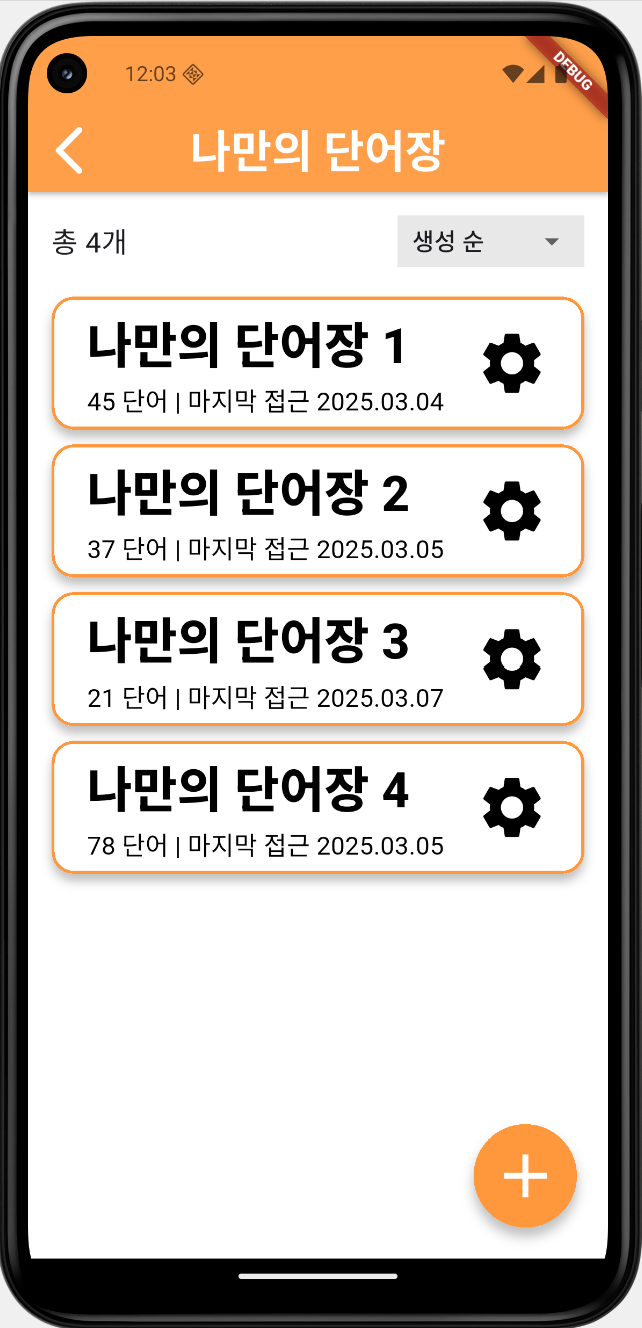 12:03
DEBUG
나만의 단어장
총 4개
생성 순
나만의 단어장 1
45 단어 | 마지막 접근 2025.03.04
나만의 단어장 2
37 단어 | 마지막 접근 2025.03.05
나만의 단어장 3
21 단어 | 마지막 접근 2025.03.07
나만의 단어장 4
78 단어 | 마지막 접근 2025.03.05